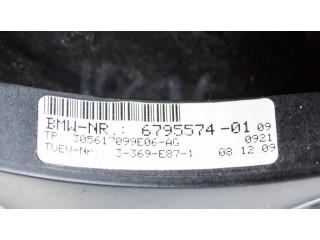 BMW-NR.: 6795574-01 09
TP: 305617099E06-AG 0921
TUEV-Nr.: 3-369-E87-1 08.12.09